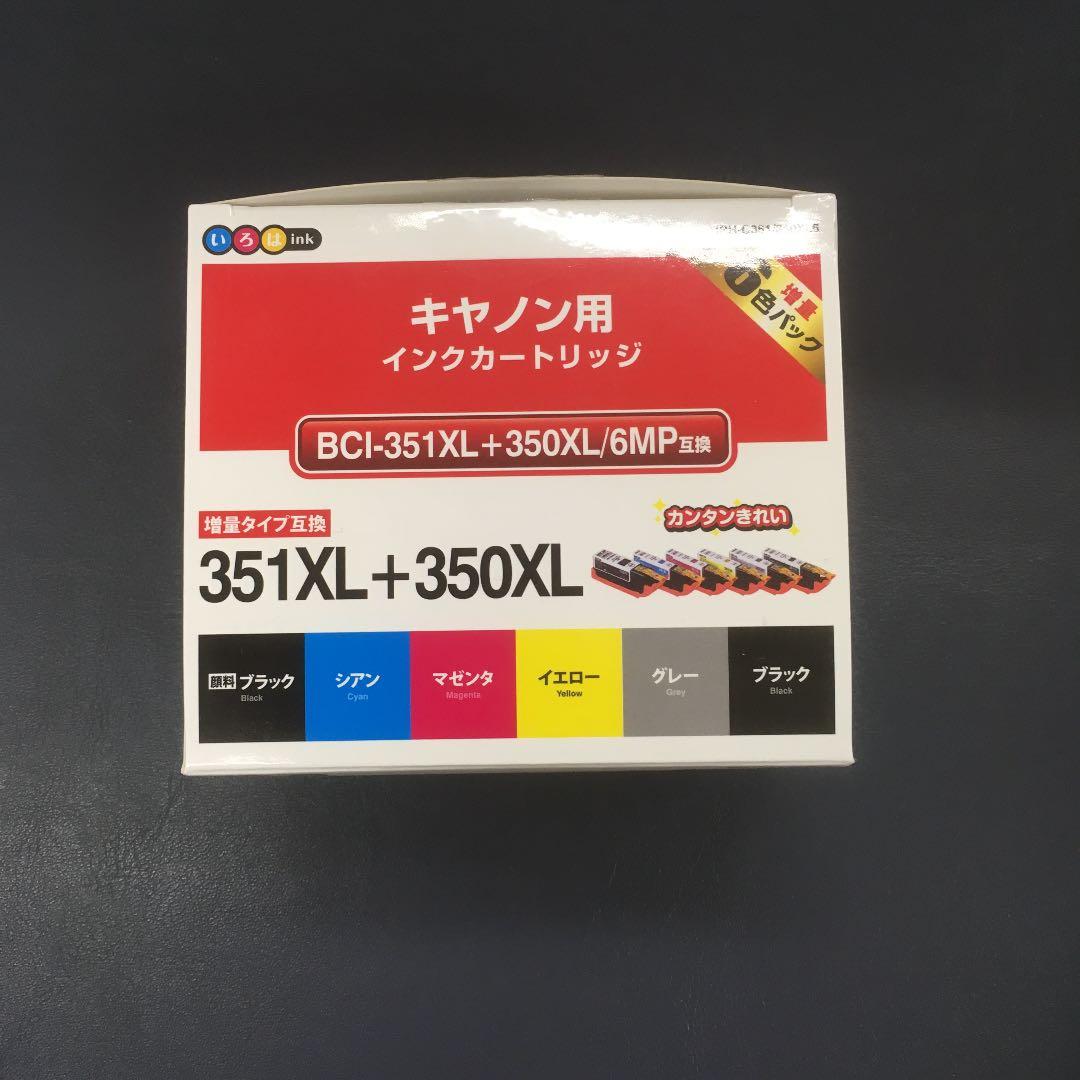 いろはink
増量
6色パック
キヤノン用
インクカートリッジ
BCI-351XL+350XL/6MP互換
増量タイプ互換
カンタンきれい
351XL+350XL
顔料 ブラック
Black
シアン
Cyan
マゼンタ
Magenta
イエロー
Yellow
グレー
Grey
ブラック
Black